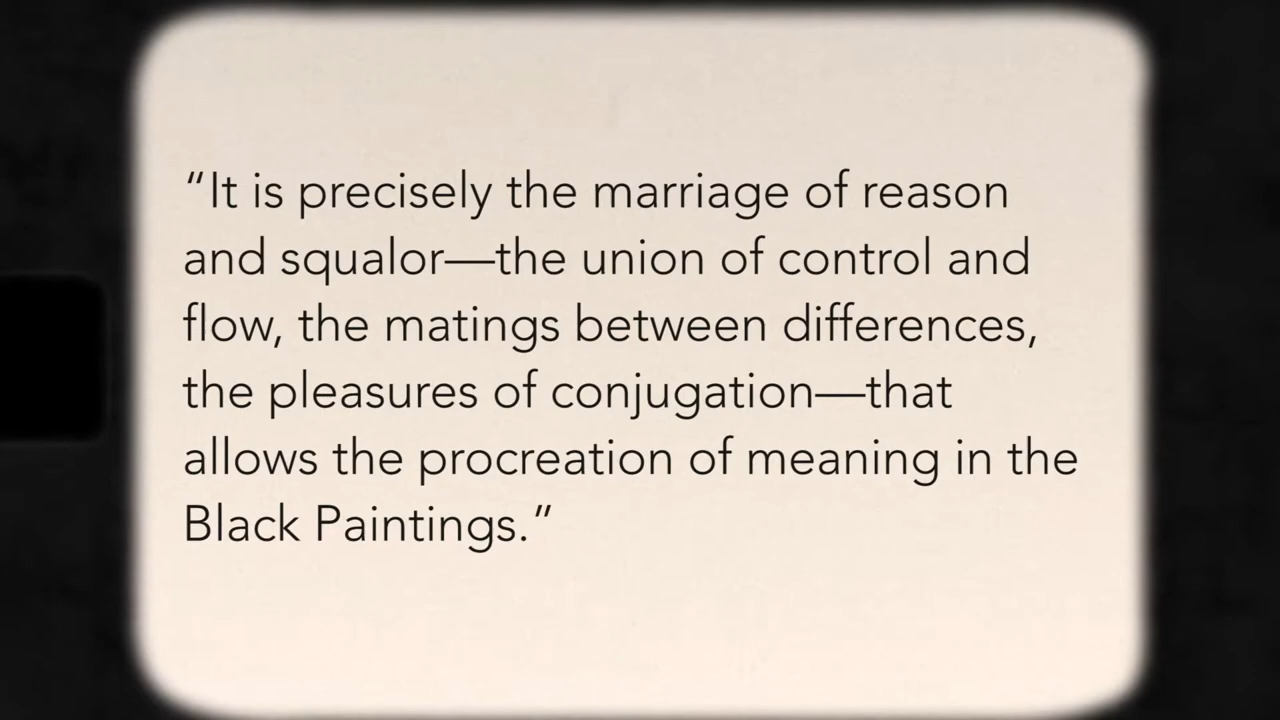 “It is precisely the marriage of reason
and squalor—the union of control and
flow, the matings between differences,
the pleasures of conjugation—that
allows the procreation of meaning in the
Black Paintings.”